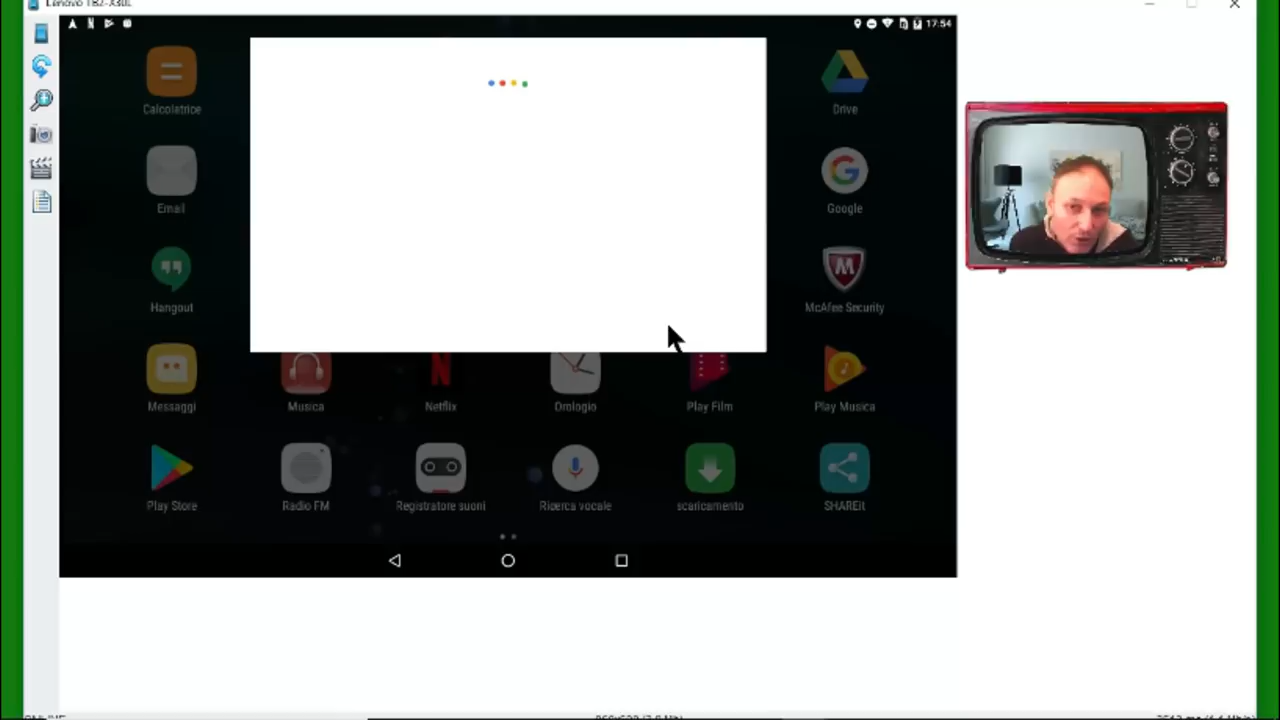 Lenovo TB2-X30L
17:54
Calcolatrice
Drive
Email
Google
Hangout
McAfee Security
Messaggi
Musica
Netflix
Orologio
Play Film
Play Musica
Play Store
Radio FM
Registratore suoni
Ricerca vocale
scaricamento
SHAREit